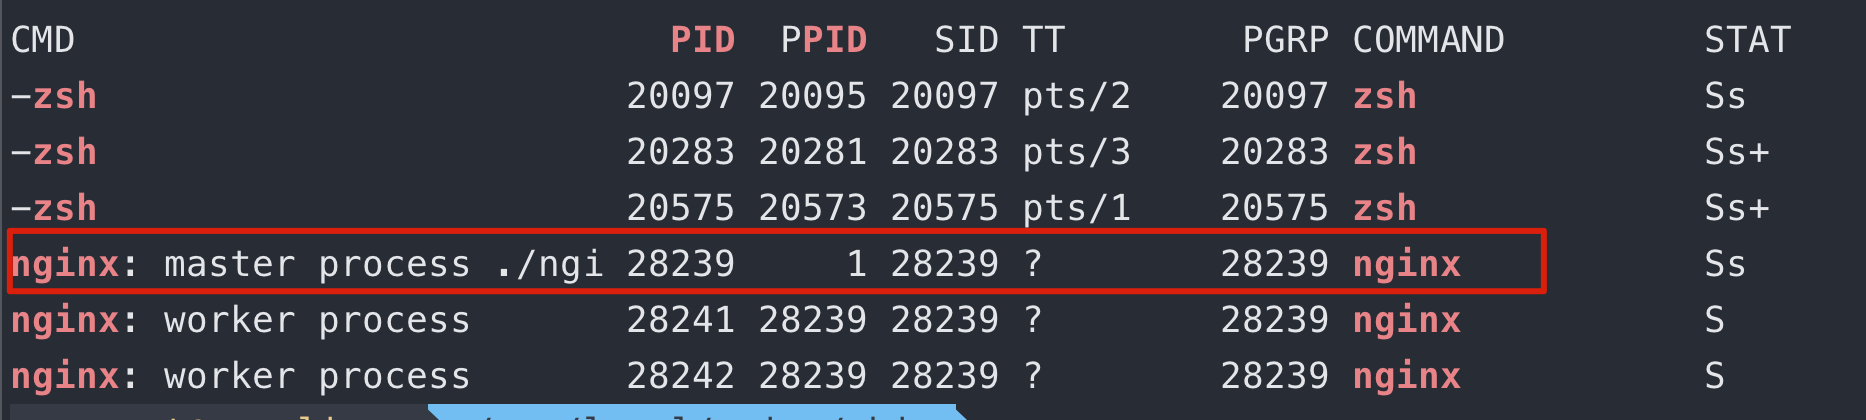 CMD PID PPID SID TT PGRP COMMAND STAT
-zsh 20097 20095 20097 pts/2 20097 zsh Ss
-zsh 20283 20281 20283 pts/3 20283 zsh Ss+
-zsh 20575 20573 20575 pts/1 20575 zsh Ss+
nginx: master process ./ngi 28239 1 28239 ? 28239 nginx Ss
nginx: worker process 28241 28239 28239 ? 28239 nginx S
nginx: worker process 28242 28239 28239 ? 28239 nginx S